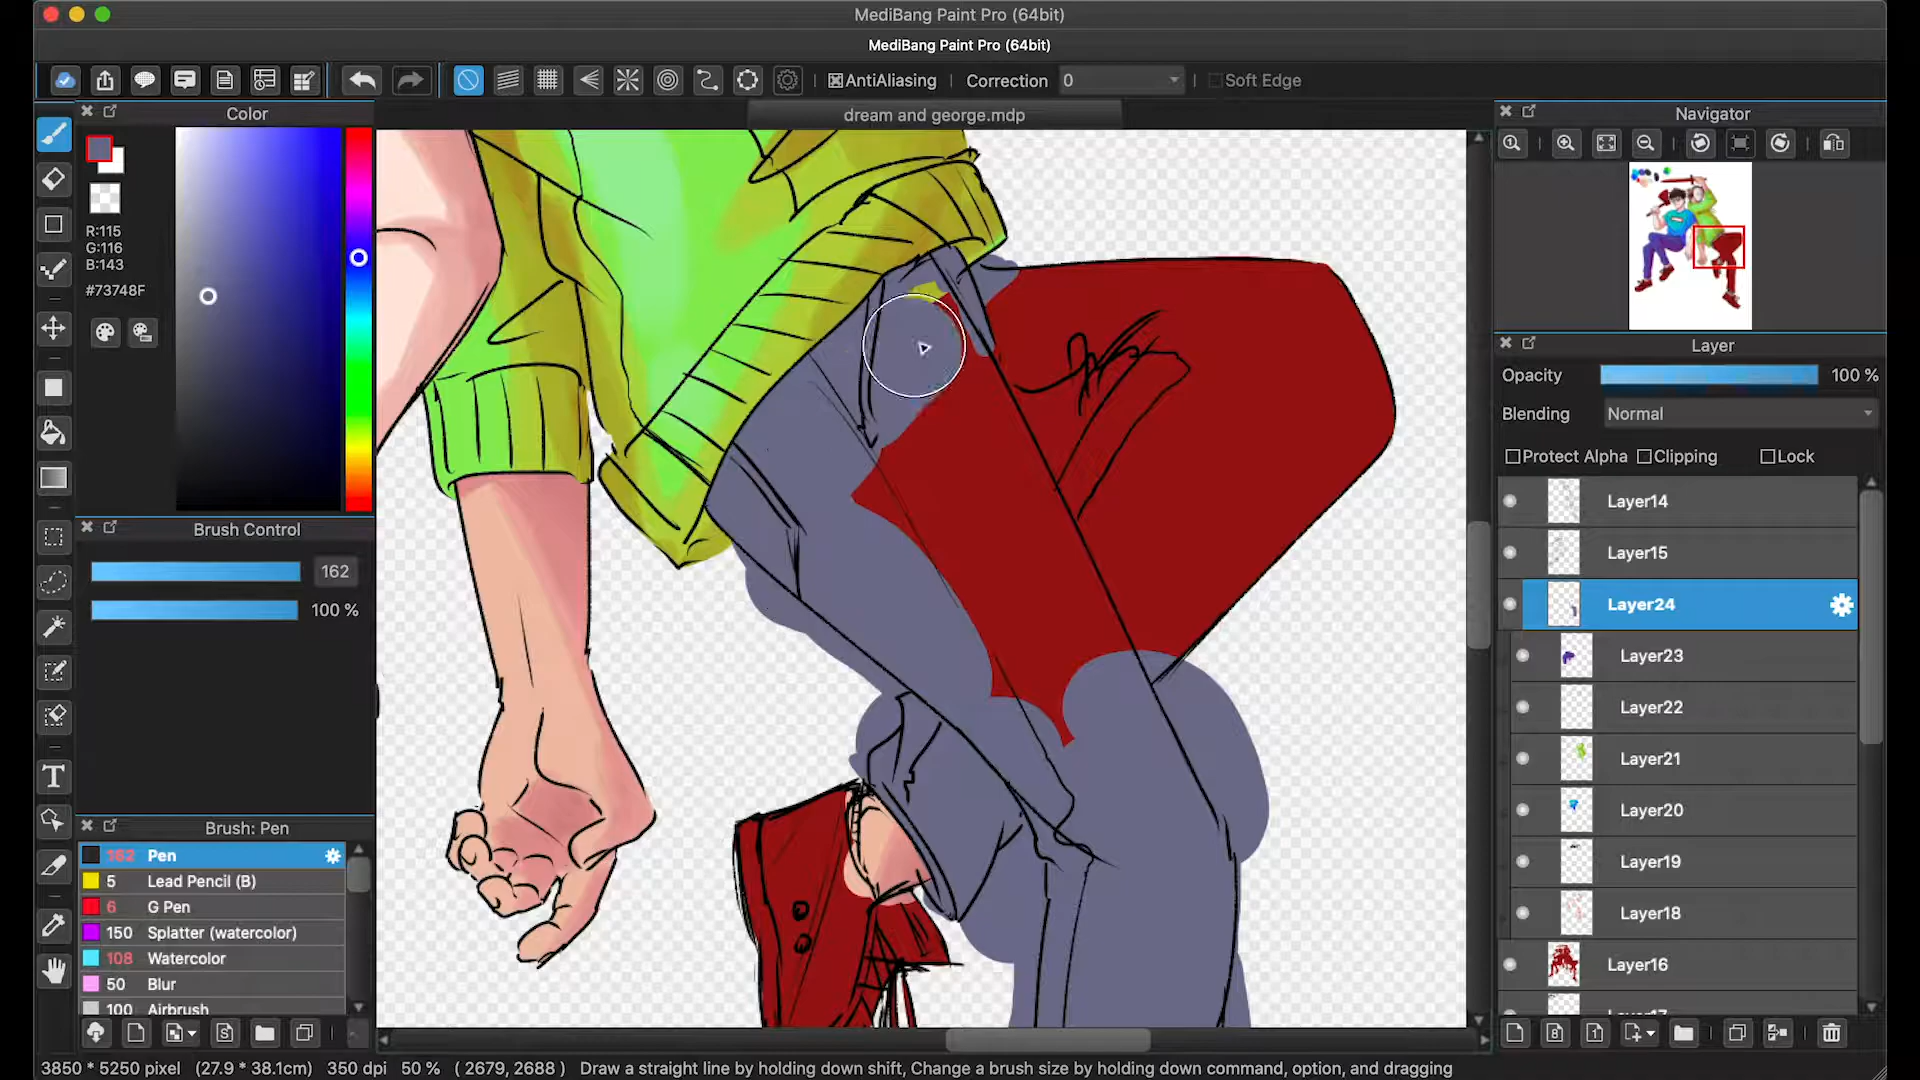 MediBang Paint Pro (64bit)
MediBang Paint Pro (64bit)
AntiAliasing
Correction
0
Soft Edge
dream and george.mdp
Color
R:115
G:116
B:143
#73748F
Brush Control
162
100 %
Brush: Pen
162 Pen
5 Lead Pencil (B)
6 G Pen
150 Splatter (watercolor)
108 Watercolor
50 Blur
100 Airbrush
Navigator
Layer
Opacity
100 %
Blending
Normal
Protect Alpha
Clipping
Lock
Layer14
Layer15
Layer24
Layer23
Layer22
Layer21
Layer20
Layer19
Layer18
Layer16
3850 * 5250 pixel (27.9 * 38.1cm) 350 dpi 50 % ( 2679, 2688 ) Draw a straight line by holding down shift, Change a brush size by holding down command, option, and dragging